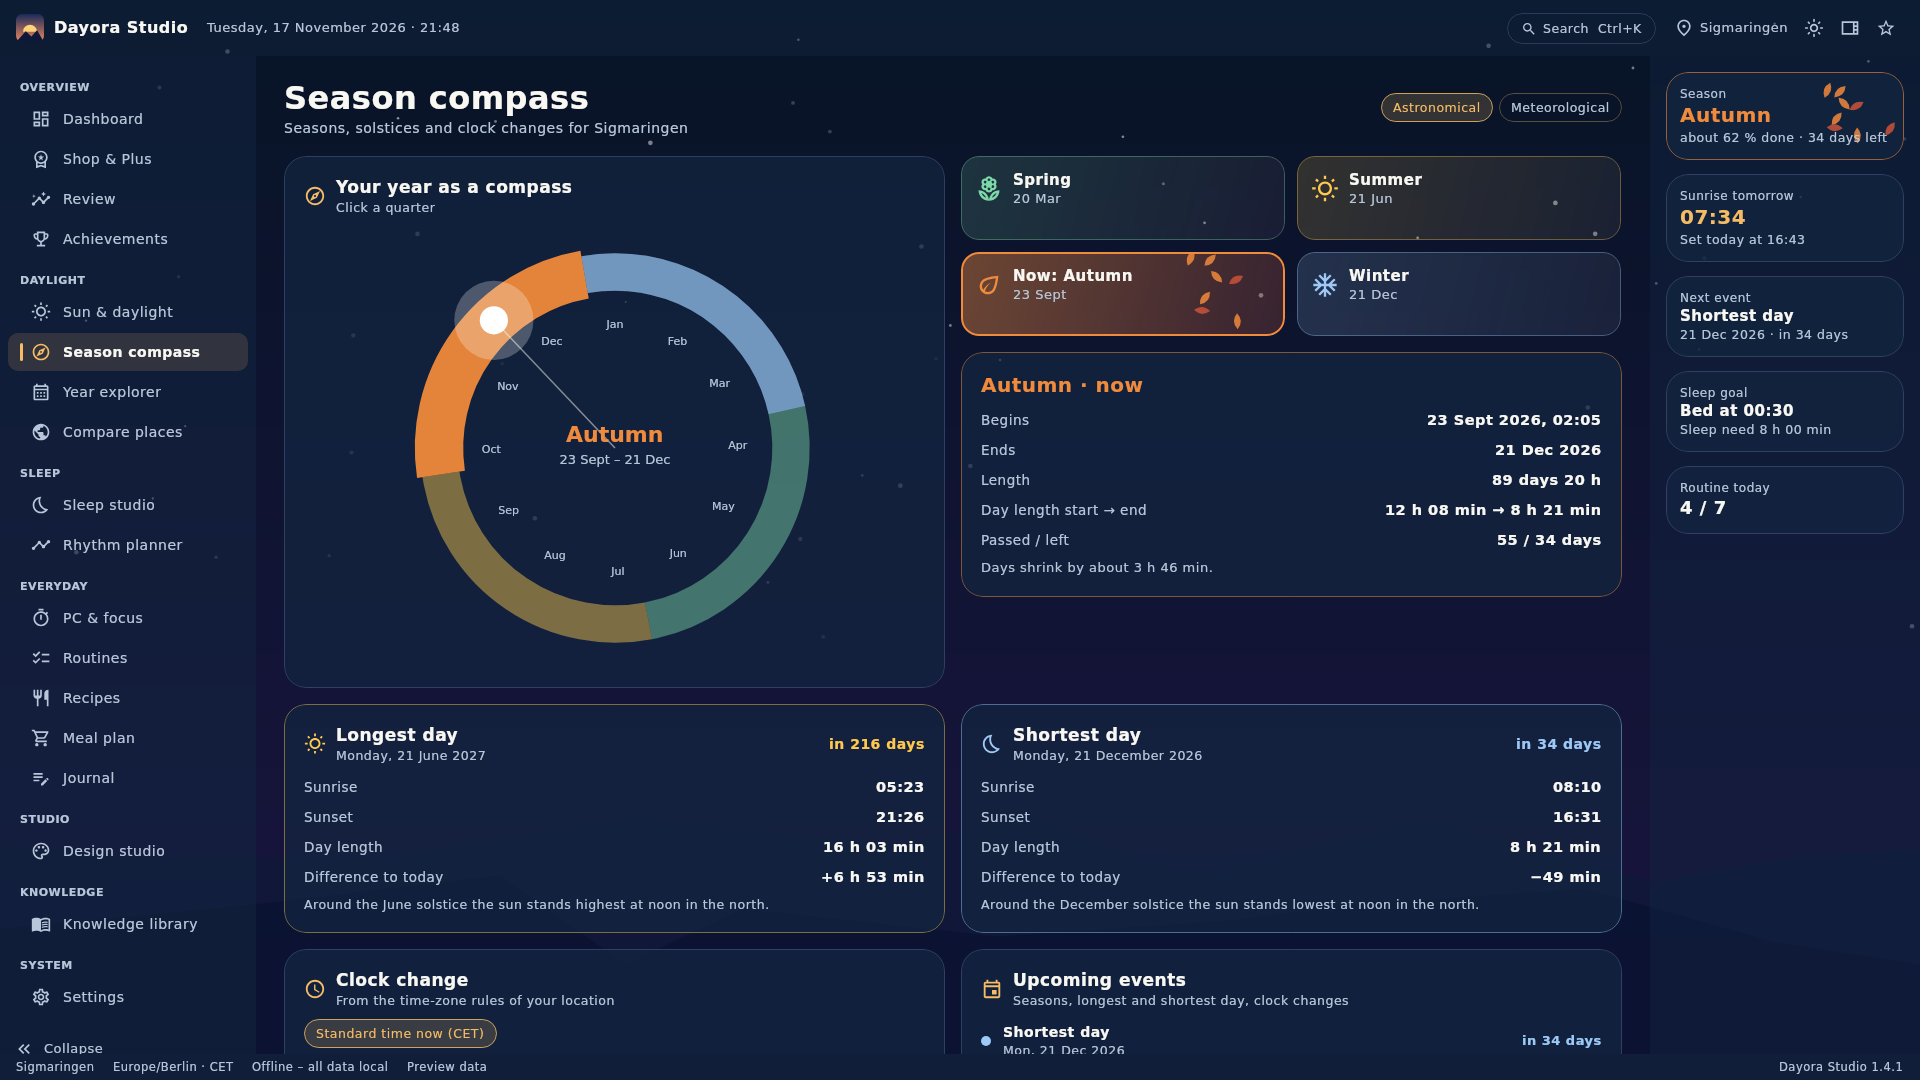 Dayora Studio
Tuesday, 17 November 2026 · 21:48
Search Ctrl+K
Sigmaringen
OVERVIEW
Dashboard
Shop & Plus
Review
Achievements
DAYLIGHT
Sun & daylight
Season compass
Year explorer
Compare places
SLEEP
Sleep studio
Rhythm planner
EVERYDAY
PC & focus
Routines
Recipes
Meal plan
Journal
STUDIO
Design studio
KNOWLEDGE
Knowledge library
SYSTEM
Settings
Collapse
Season compass
Seasons, solstices and clock changes for Sigmaringen
Astronomical
Meteorological
Your year as a compass
Click a quarter
Jan
Feb
Mar
Apr
May
Jun
Jul
Aug
Sep
Oct
Nov
Dec
Autumn
23 Sept – 21 Dec
Spring
20 Mar
Summer
21 Jun
Now: Autumn
23 Sept
Winter
21 Dec
Autumn · now
Begins 23 Sept 2026, 02:05
Ends 21 Dec 2026
Length 89 days 20 h
Day length start → end 12 h 08 min → 8 h 21 min
Passed / left 55 / 34 days
Days shrink by about 3 h 46 min.
Longest day
Monday, 21 June 2027
in 216 days
Sunrise 05:23
Sunset 21:26
Day length 16 h 03 min
Difference to today +6 h 53 min
Around the June solstice the sun stands highest at noon in the north.
Shortest day
Monday, 21 December 2026
in 34 days
Sunrise 08:10
Sunset 16:31
Day length 8 h 21 min
Difference to today −49 min
Around the December solstice the sun stands lowest at noon in the north.
Clock change
From the time-zone rules of your location
Standard time now (CET)
Upcoming events
Seasons, longest and shortest day, clock changes
Shortest day
Mon, 21 Dec 2026
in 34 days
Season
Autumn
about 62 % done · 34 days left
Sunrise tomorrow
07:34
Set today at 16:43
Next event
Shortest day
21 Dec 2026 · in 34 days
Sleep goal
Bed at 00:30
Sleep need 8 h 00 min
Routine today
4 / 7
Sigmaringen
Europe/Berlin · CET
Offline – all data local
Preview data
Dayora Studio 1.4.1